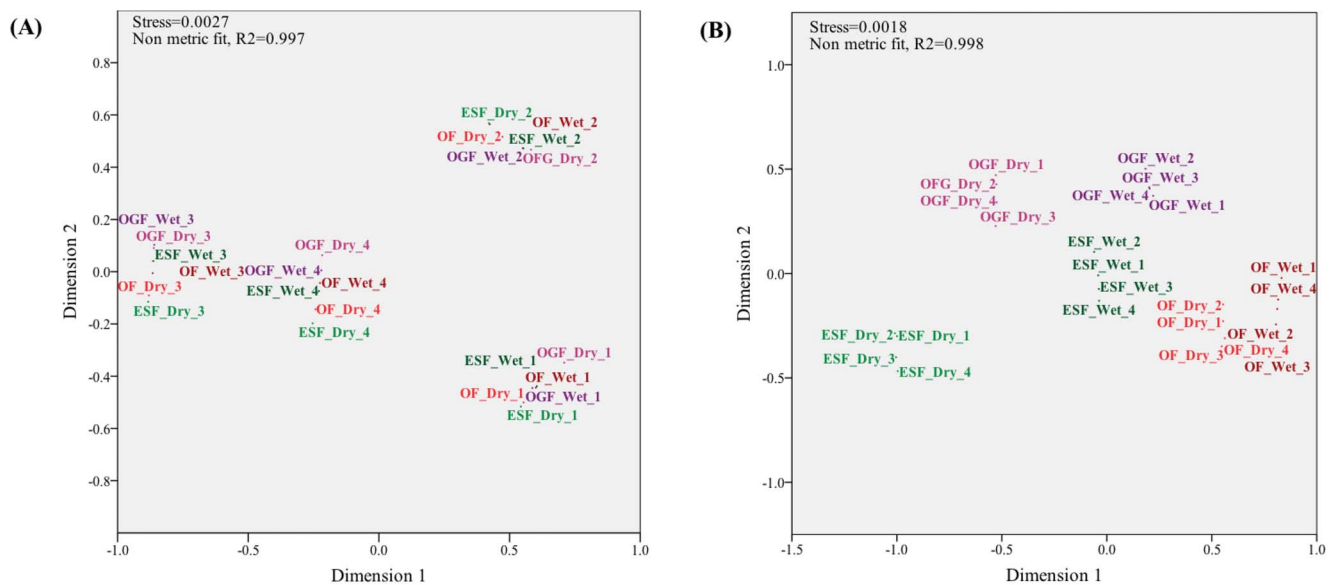 (A)
Stress=0.0027
Non metric fit, R2=0.997
0.8
0.6
0.4
0.2
0.0
-0.2
-0.4
-0.6
-0.8
Dimension 2
ESF_Dry_2
OF_Wet_2
OF_Dry_2
ESF_Wet_2
OGF_Wet_2
OFG_Dry_2
OGF_Wet_3
OGF_Dry_3
ESF_Wet_3
OF_Wet_3
OF_Dry_3
ESF_Dry_3
OGF_Dry_4
OGF_Wet_4
ESF_Wet_4
OF_Wet_4
OF_Dry_4
ESF_Dry_4
ESF_Wet_1
OGF_Dry_1
OF_Wet_1
OF_Dry_1
OGF_Wet_1
ESF_Dry_1
-1.0 -0.5 0.0 0.5 1.0
Dimension 1
(B)
Stress=0.0018
Non metric fit, R2=0.998
1.0
0.5
0.0
-0.5
-1.0
Dimension 2
OGF_Dry_1
OFG_Dry_2
OGF_Dry_4
OGF_Dry_3
OGF_Wet_2
OGF_Wet_3
OGF_Wet_4
OGF_Wet_1
ESF_Wet_2
ESF_Wet_1
ESF_Wet_3
ESF_Wet_4
OF_Wet_1
OF_Wet_4
OF_Dry_2
OF_Dry_1
OF_Wet_2
OF_Dry_3
OF_Dry_4
OF_Wet_3
ESF_Dry_2
ESF_Dry_1
ESF_Dry_3
ESF_Dry_4
-1.5 -1.0 -0.5 0.0 0.5 1.0
Dimension 1